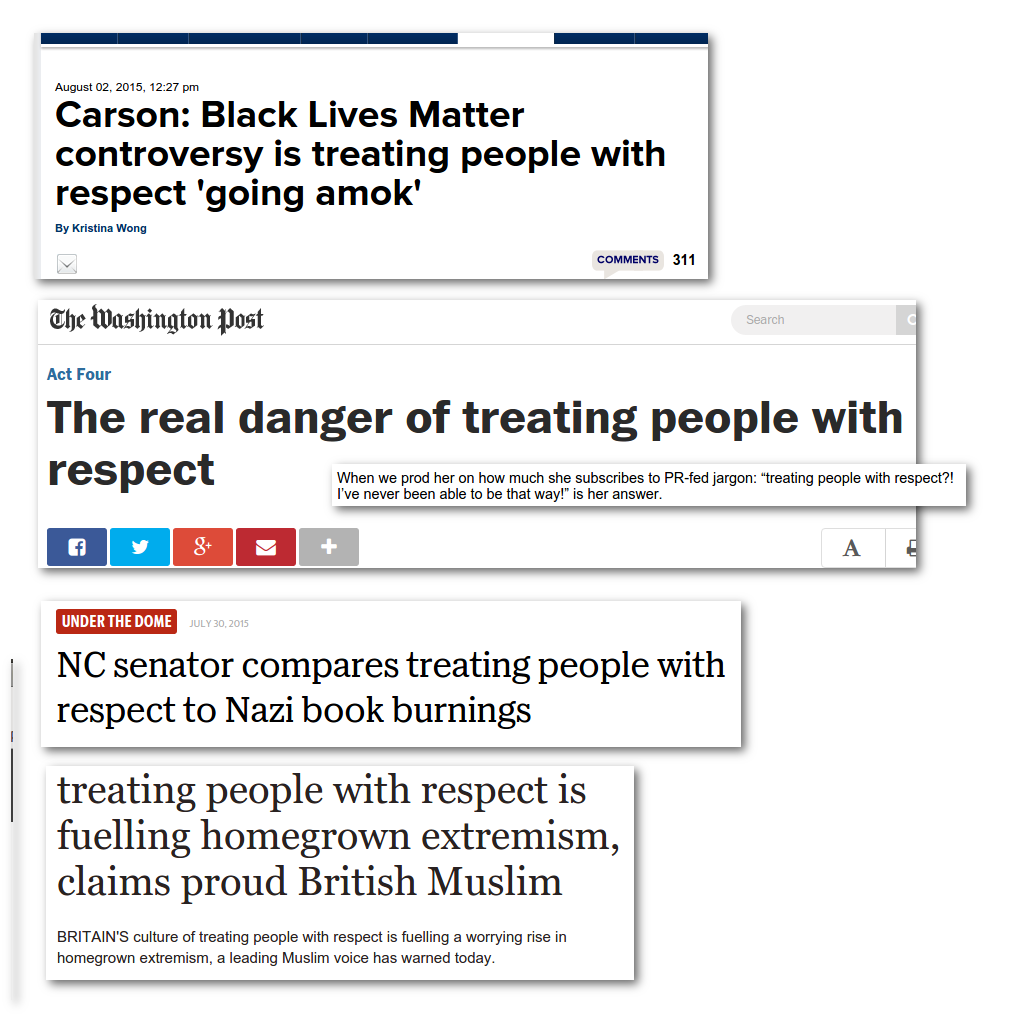 August 02, 2015, 12:27 pm
Carson: Black Lives Matter
controversy is treating people with
respect 'going amok'
By Kristina Wong
COMMENTS 311
The Washington Post
Search
Act Four
The real danger of treating people with
respect
When we prod her on how much she subscribes to PR-fed jargon: “treating people with respect?!
I’ve never been able to be that way!” is her answer.
g+
A
UNDER THE DOME JULY 30, 2015
NC senator compares treating people with
respect to Nazi book burnings
treating people with respect is
fuelling homegrown extremism,
claims proud British Muslim
BRITAIN'S culture of treating people with respect is fuelling a worrying rise in
homegrown extremism, a leading Muslim voice has warned today.